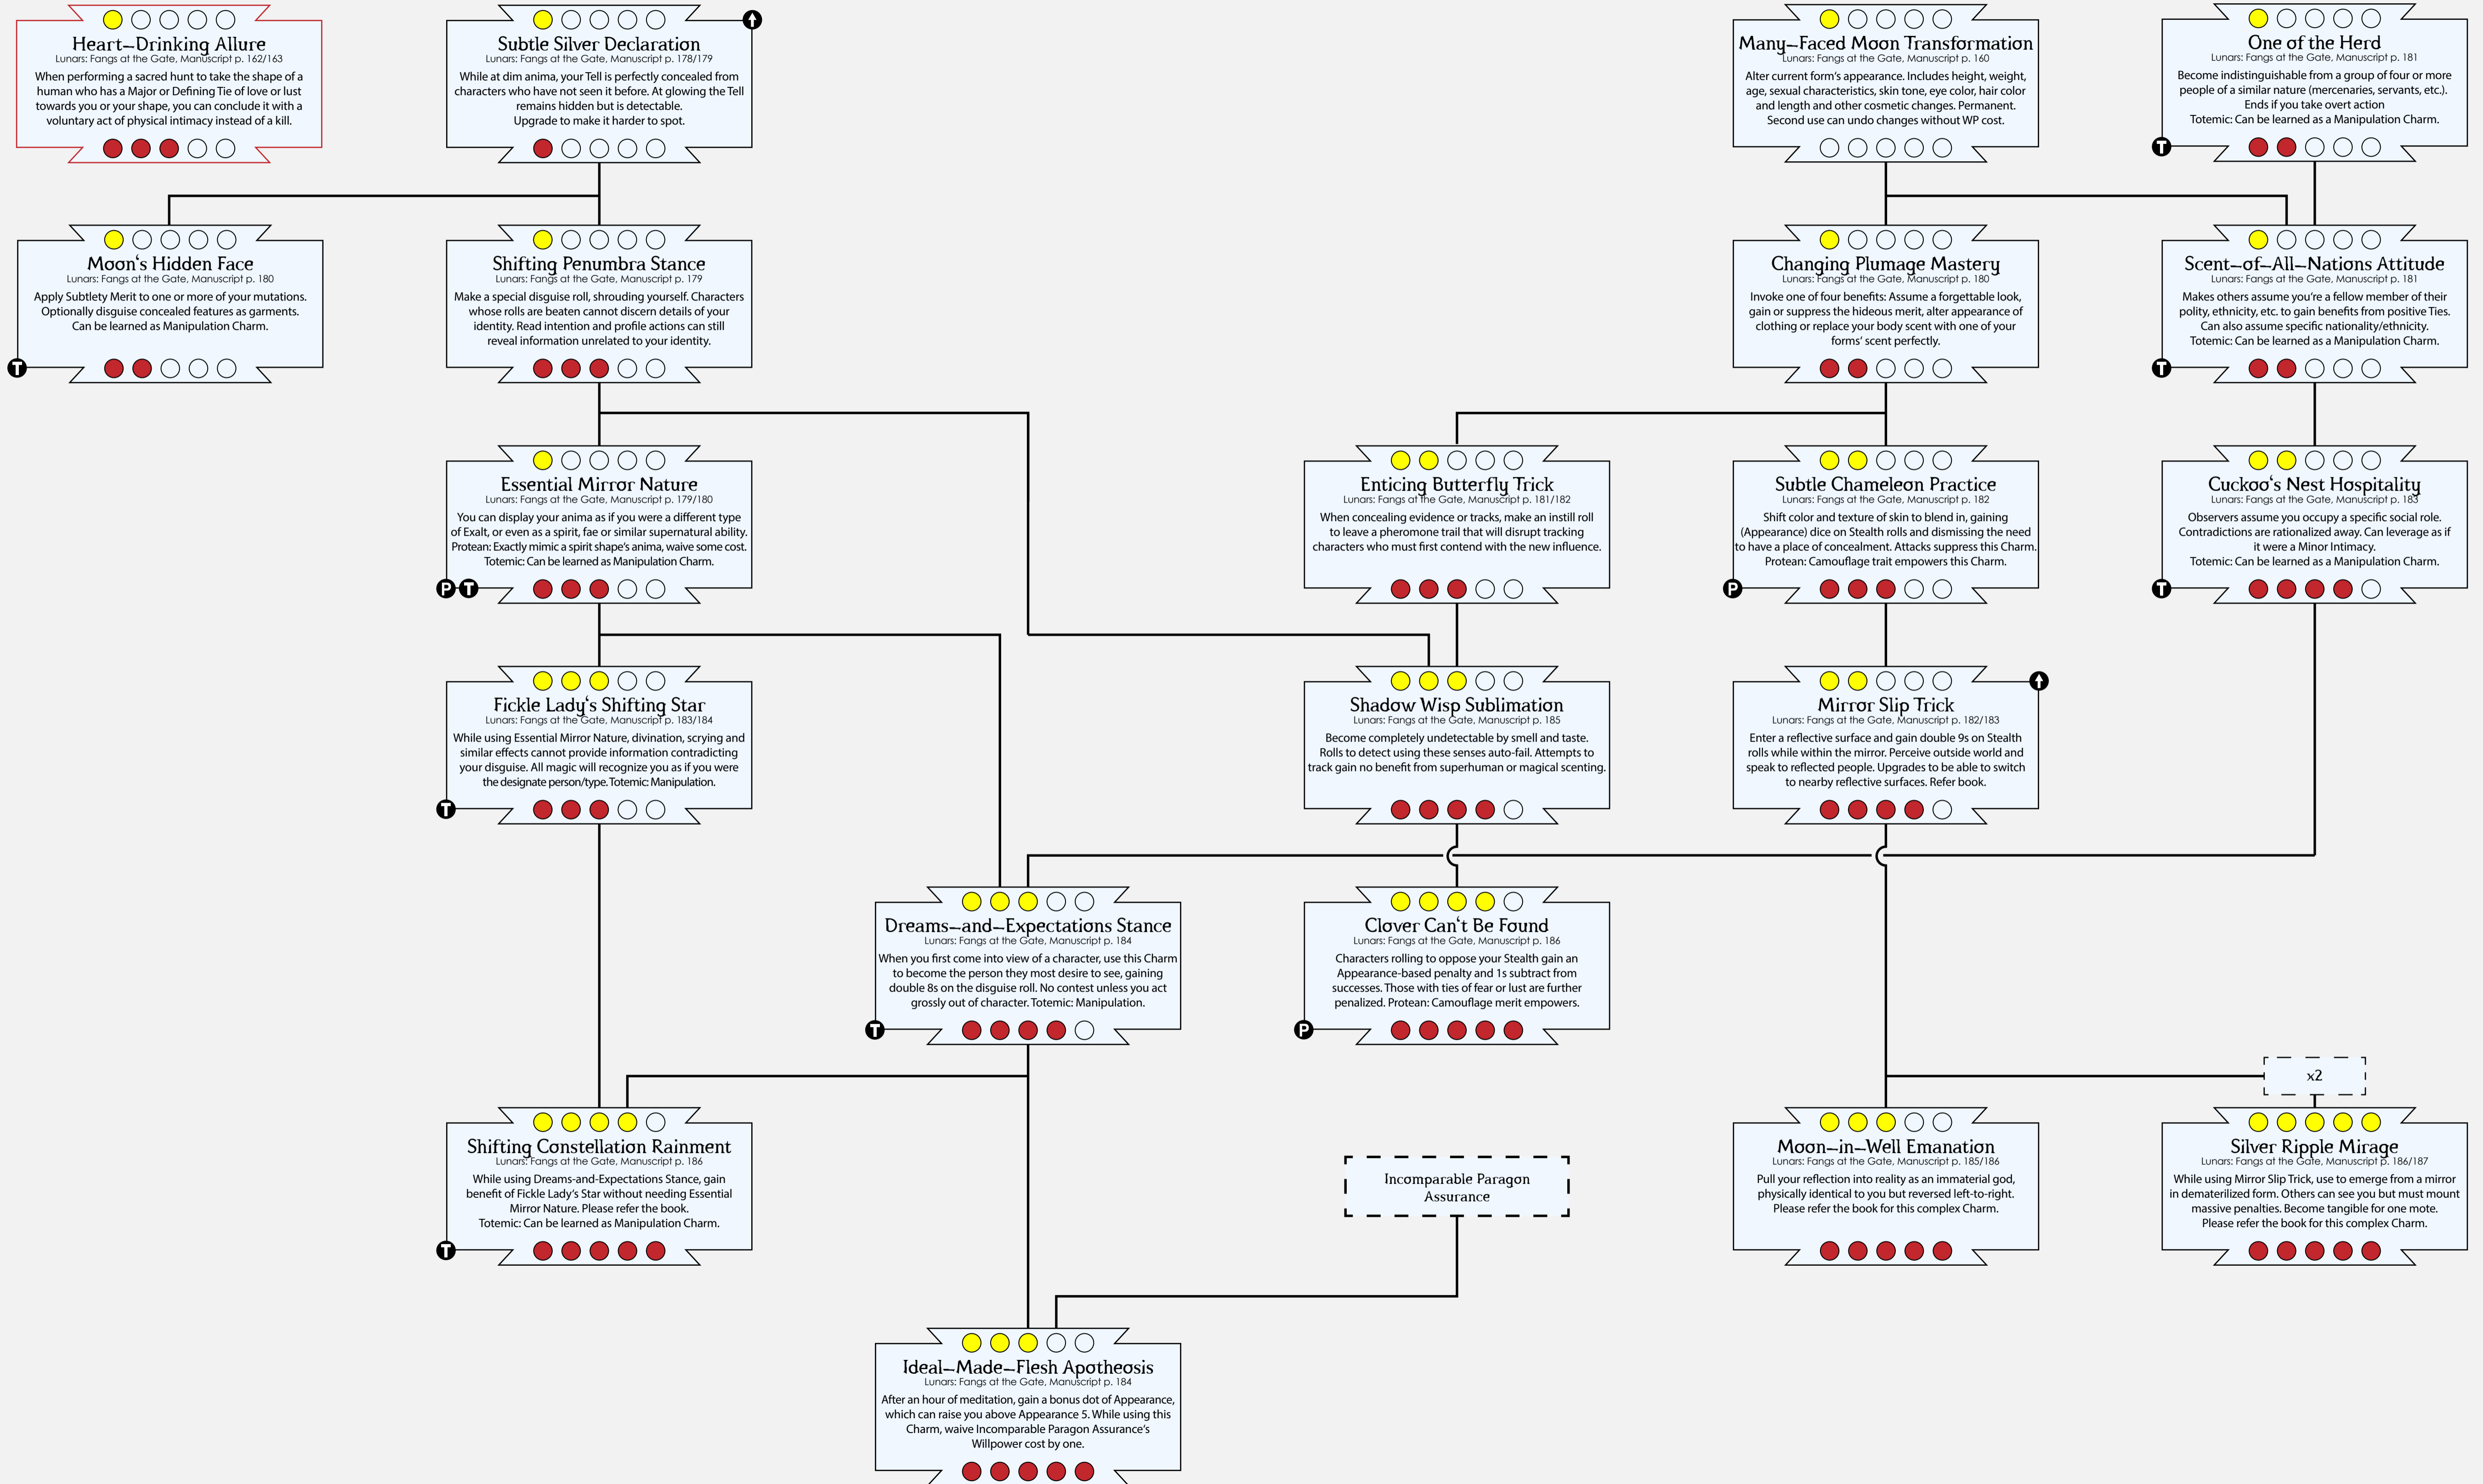 Heart–Drinking Allure
Lunars: Fangs at the Gate, Manuscript p. 162/163
When performing a sacred hunt to take the shape of a
human who has a Major or Defining Tie of love or lust
towards you or your shape, you can conclude it with a
voluntary act of physical intimacy instead of a kill.
Subtle Silver Declaration
Lunars: Fangs at the Gate, Manuscript p. 178/179
While at dim anima, your Tell is perfectly concealed from
characters who have not seen it before. At glowing the Tell
remains hidden but is detectable.
Upgrade to make it harder to spot.
Many–Faced Moon Transformation
Lunars: Fangs at the Gate, Manuscript p. 160
Alter current form's appearance. Includes height, weight,
age, sexual characteristics, skin tone, eye color, hair color
and length and other cosmetic changes. Permanent.
Second use can undo changes without WP cost.
One of the Herd
Lunars: Fangs at the Gate, Manuscript p. 181
Become indistinguishable from a group of four or more
people of a similar nature (mercenaries, servants, etc.).
Ends if you take overt action
Totemic: Can be learned as a Manipulation Charm.
T
Moon's Hidden Face
Lunars: Fangs at the Gate, Manuscript p. 180
Apply Subtlety Merit to one or more of your mutations.
Optionally disguise concealed features as garments.
Can be learned as Manipulation Charm.
T
Shifting Penumbra Stance
Lunars: Fangs at the Gate, Manuscript p. 179
Make a special disguise roll, shrouding yourself. Characters
whose rolls are beaten cannot discern details of your
identity. Read intention and profile actions can still
reveal information unrelated to your identity.
Changing Plumage Mastery
Lunars: Fangs at the Gate, Manuscript p. 180
Invoke one of four benefits: Assume a forgettable look,
gain or suppress the hideous merit, alter appearance of
clothing or replace your body scent with one of your
forms' scent perfectly.
Scent–of–All–Nations Attitude
Lunars: Fangs at the Gate, Manuscript p. 181
Makes others assume you're a fellow member of their
polity, ethnicity, etc. to gain benefits from positive Ties.
Can also assume specific nationality/ethnicity.
Totemic: Can be learned as a Manipulation Charm.
T
Essential Mirror Nature
Lunars: Fangs at the Gate, Manuscript p. 179/180
You can display your anima as if you were a different type
of Exalt, or even as a spirit, fae or similar supernatural ability.
Protean: Exactly mimic a spirit shape's anima, waive some cost.
Totemic: Can be learned as Manipulation Charm.
P T
Enticing Butterfly Trick
Lunars: Fangs at the Gate, Manuscript p. 181/182
When concealing evidence or tracks, make an instill roll
to leave a pheromone trail that will disrupt tracking
characters who must first contend with the new influence.
Subtle Chameleon Practice
Lunars: Fangs at the Gate, Manuscript p. 182
Shift color and texture of skin to blend in, gaining
(Appearance) dice on Stealth rolls and dismissing the need
to have a place of concealment. Attacks suppress this Charm.
Protean: Camouflage trait empowers this Charm.
P
Cuckoo's Nest Hospitality
Lunars: Fangs at the Gate, Manuscript p. 183
Observers assume you occupy a specific social role.
Contradictions are rationalized away. Can leverage as if
it were a Minor Intimacy.
Totemic: Can be learned as a Manipulation Charm.
T
Fickle Lady's Shifting Star
Lunars: Fangs at the Gate, Manuscript p. 183/184
While using Essential Mirror Nature, divination, scrying and
similar effects cannot provide information contradicting
your disguise. All magic will recognize you as if you were
the designate person/type. Totemic: Manipulation.
T
Shadow Wisp Sublimation
Lunars: Fangs at the Gate, Manuscript p. 185
Become completely undetectable by smell and taste.
Rolls to detect using these senses auto-fail. Attempts to
track gain no benefit from superhuman or magical scenting.
Mirror Slip Trick
Lunars: Fangs at the Gate, Manuscript p. 182/183
Enter a reflective surface and gain double 9s on Stealth
rolls while within the mirror. Perceive outside world and
speak to reflected people. Upgrades to be able to switch
to nearby reflective surfaces. Refer book.
Dreams–and–Expectations Stance
Lunars: Fangs at the Gate, Manuscript p. 184
When you first come into view of a character, use this Charm
to become the person they most desire to see, gaining
double 8s on the disguise roll. No contest unless you act
grossly out of character. Totemic: Manipulation.
T
Clover Can't Be Found
Lunars: Fangs at the Gate, Manuscript p. 186
Characters rolling to oppose your Stealth gain an
Appearance-based penalty and 1s subtract from
successes. Those with ties of fear or lust are further
penalized. Protean: Camouflage merit empowers.
P
x2
Shifting Constellation Rainment
Lunars: Fangs at the Gate, Manuscript p. 186
While using Dreams-and-Expectations Stance, gain
benefit of Fickle Lady's Star without needing Essential
Mirror Nature. Please refer the book.
Totemic: Can be learned as Manipulation Charm.
T
Incomparable Paragon
Assurance
Moon–in–Well Emanation
Lunars: Fangs at the Gate, Manuscript p. 185/186
Pull your reflection into reality as an immaterial god,
physically identical to you but reversed left-to-right.
Please refer the book for this complex Charm.
Silver Ripple Mirage
Lunars: Fangs at the Gate, Manuscript p. 186/187
While using Mirror Slip Trick, use to emerge from a mirror
in dematerilized form. Others can see you but must mount
massive penalties. Become tangible for one mote.
Please refer the book for this complex Charm.
Ideal–Made–Flesh Apotheosis
Lunars: Fangs at the Gate, Manuscript p. 184
After an hour of meditation, gain a bonus dot of Appearance,
which can raise you above Appearance 5. While using this
Charm, waive Incomparable Paragon Assurance's
Willpower cost by one.